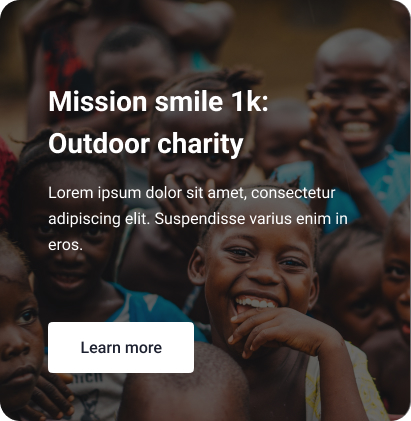 Mission smile 1k:
Outdoor charity
Lorem ipsum dolor sit amet, consectetur
adipiscing elit. Suspendisse varius enim in
eros.
Learn more